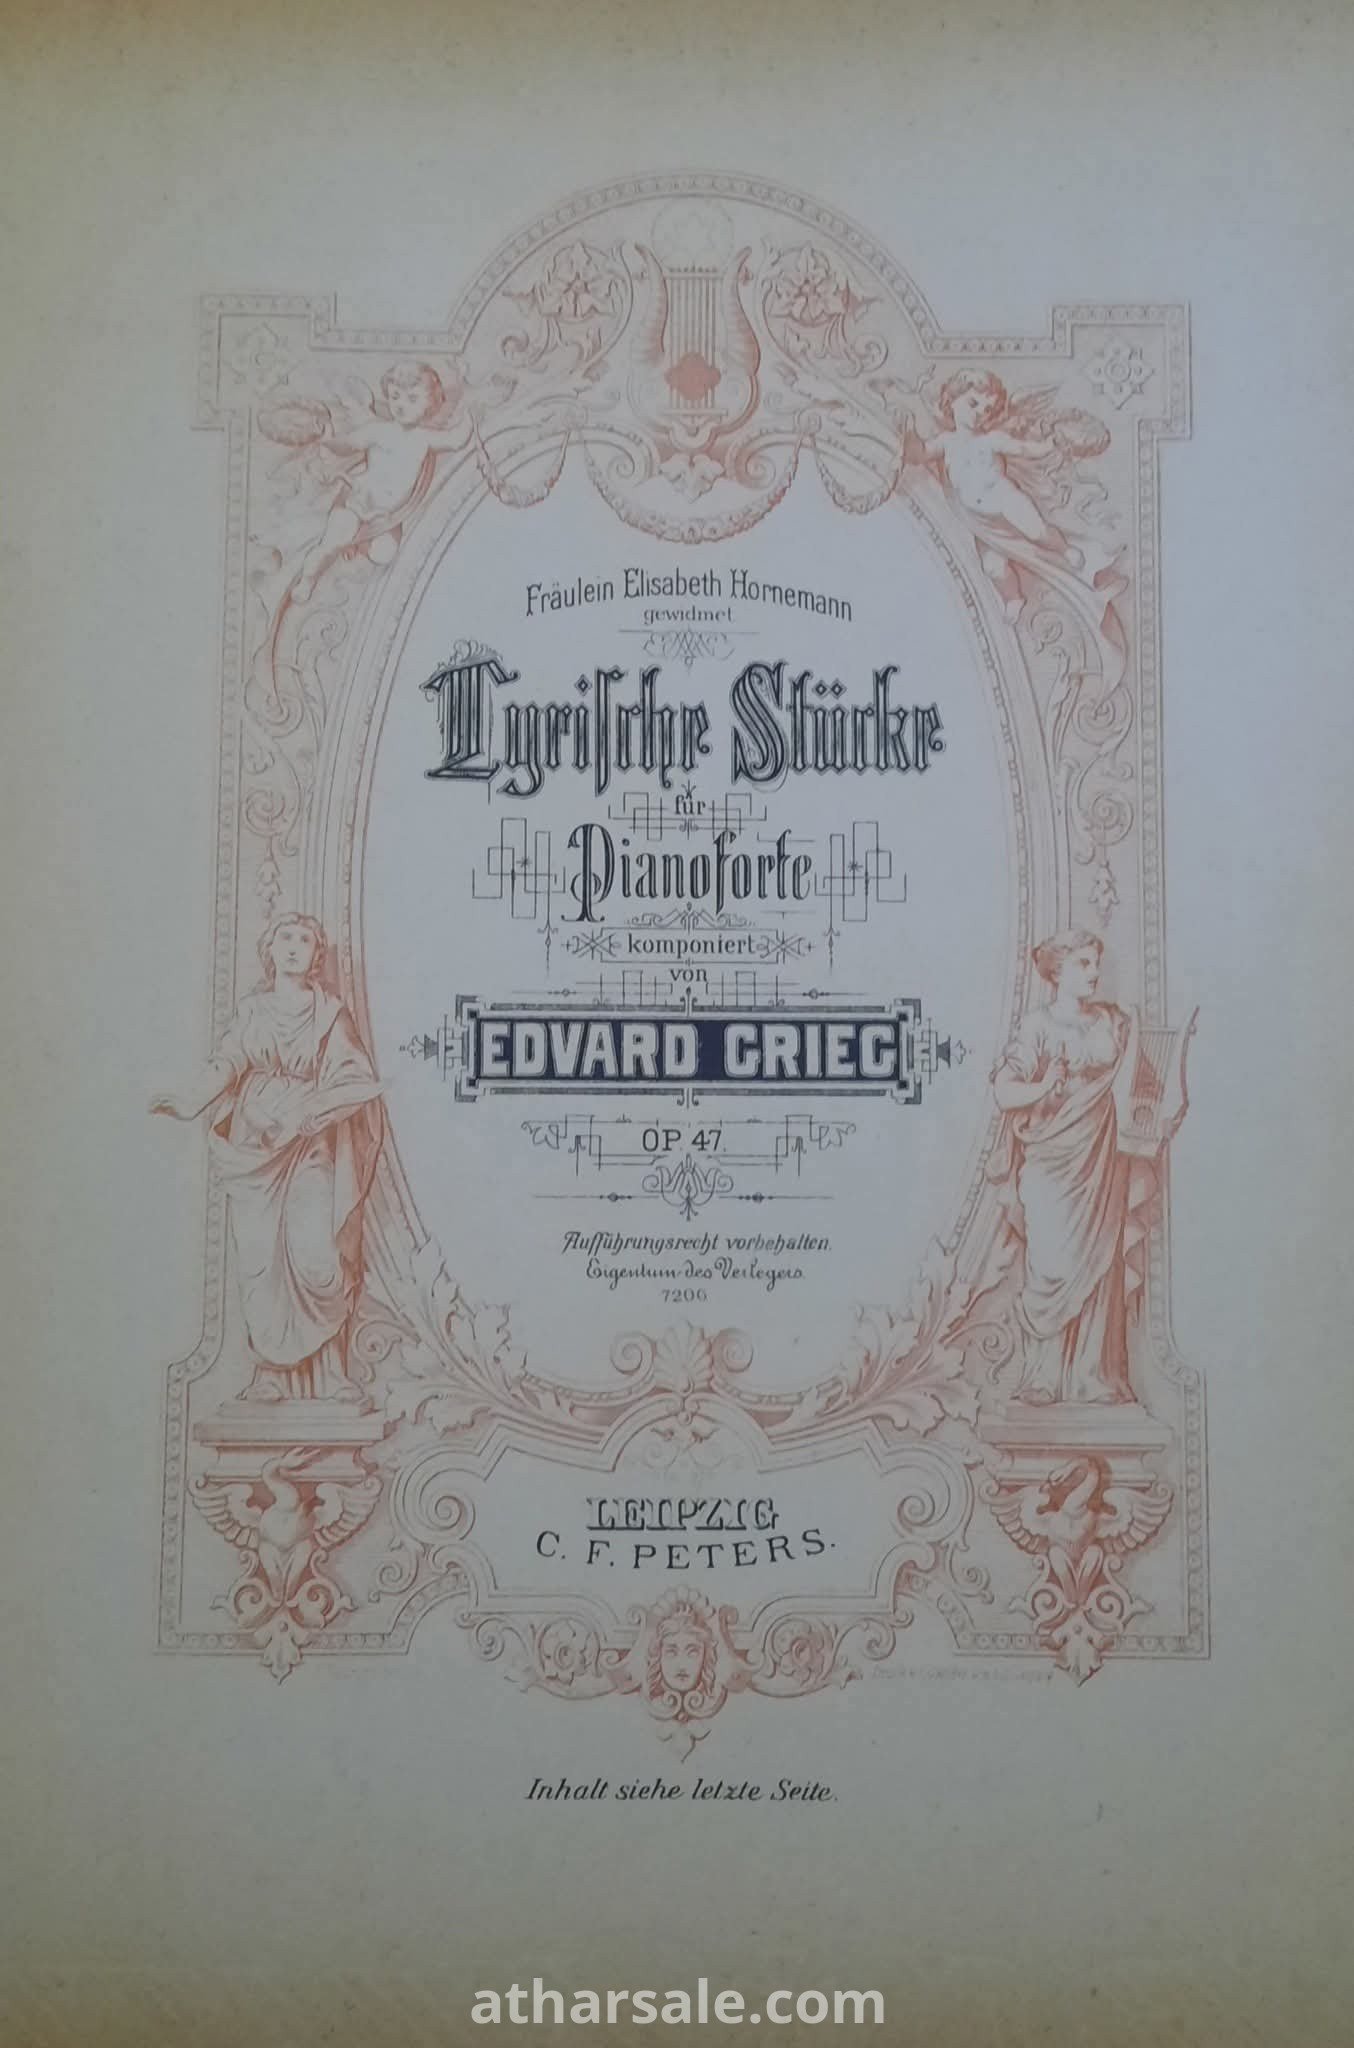 Fräulein Elisabeth Hornemann
gewidmet
Lyrische Stücke
für
Pianoforte
komponiert
von
EDVARD GRIEG
OP. 47.
Aufführungsrecht vorbehalten.
Eigentum des Verlegers.
7206
LEIPZIG
C. F. PETERS.
Inhalt siehe letzte Seite.
atharsale.com